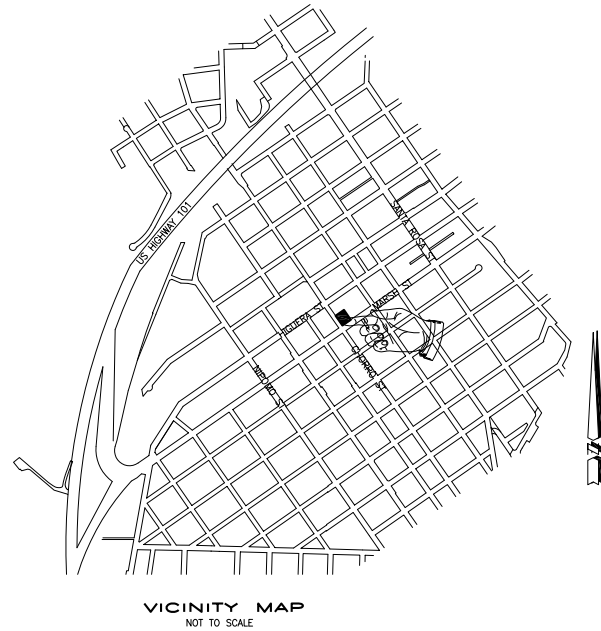 US HIGHWAY 101
SANTA ROSA ST
MARSH ST
HIGUERA ST
CHORRO ST
NIPOMO ST
VICINITY MAP
NOT TO SCALE